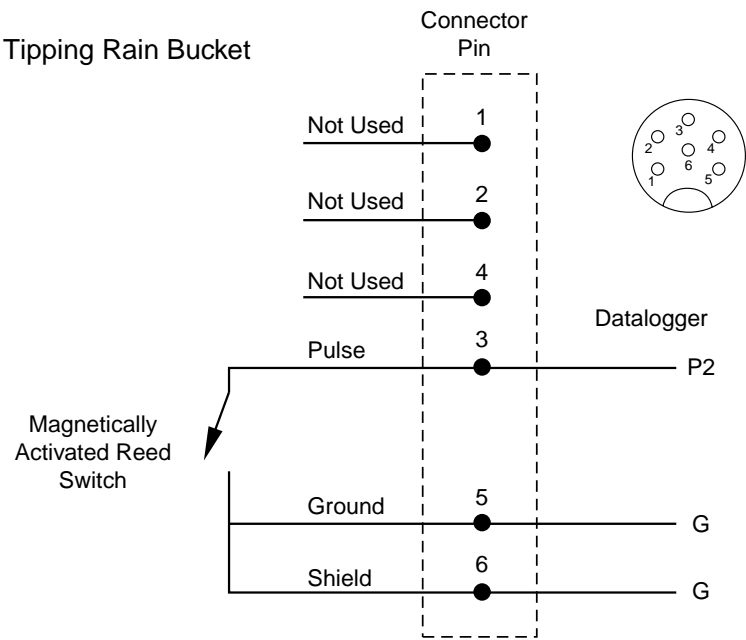 Connector
Pin
Tipping Rain Bucket
Not Used
1
Not Used
2
Not Used
4
Datalogger
Pulse
3
P2
Magnetically
Activated Reed
Switch
Ground
5
G
Shield
6
G
3
2
4
6
1
5